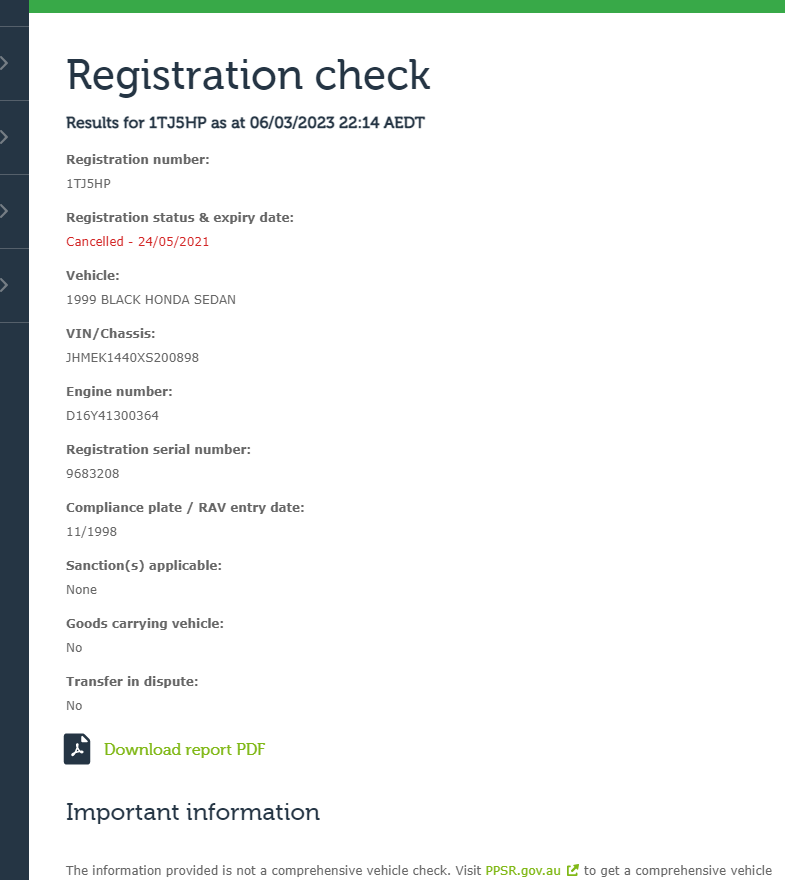 Registration check
Results for 1TJ5HP as at 06/03/2023 22:14 AEDT
Registration number:
1TJ5HP
Registration status & expiry date:
Cancelled - 24/05/2021
Vehicle:
1999 BLACK HONDA SEDAN
VIN/Chassis:
JHMEK1440XS200898
Engine number:
D16Y41300364
Registration serial number:
9683208
Compliance plate / RAV entry date:
11/1998
Sanction(s) applicable:
None
Goods carrying vehicle:
No
Transfer in dispute:
No
Download report PDF
Important information
The information provided is not a comprehensive vehicle check. Visit PPSR.gov.au to get a comprehensive vehicle